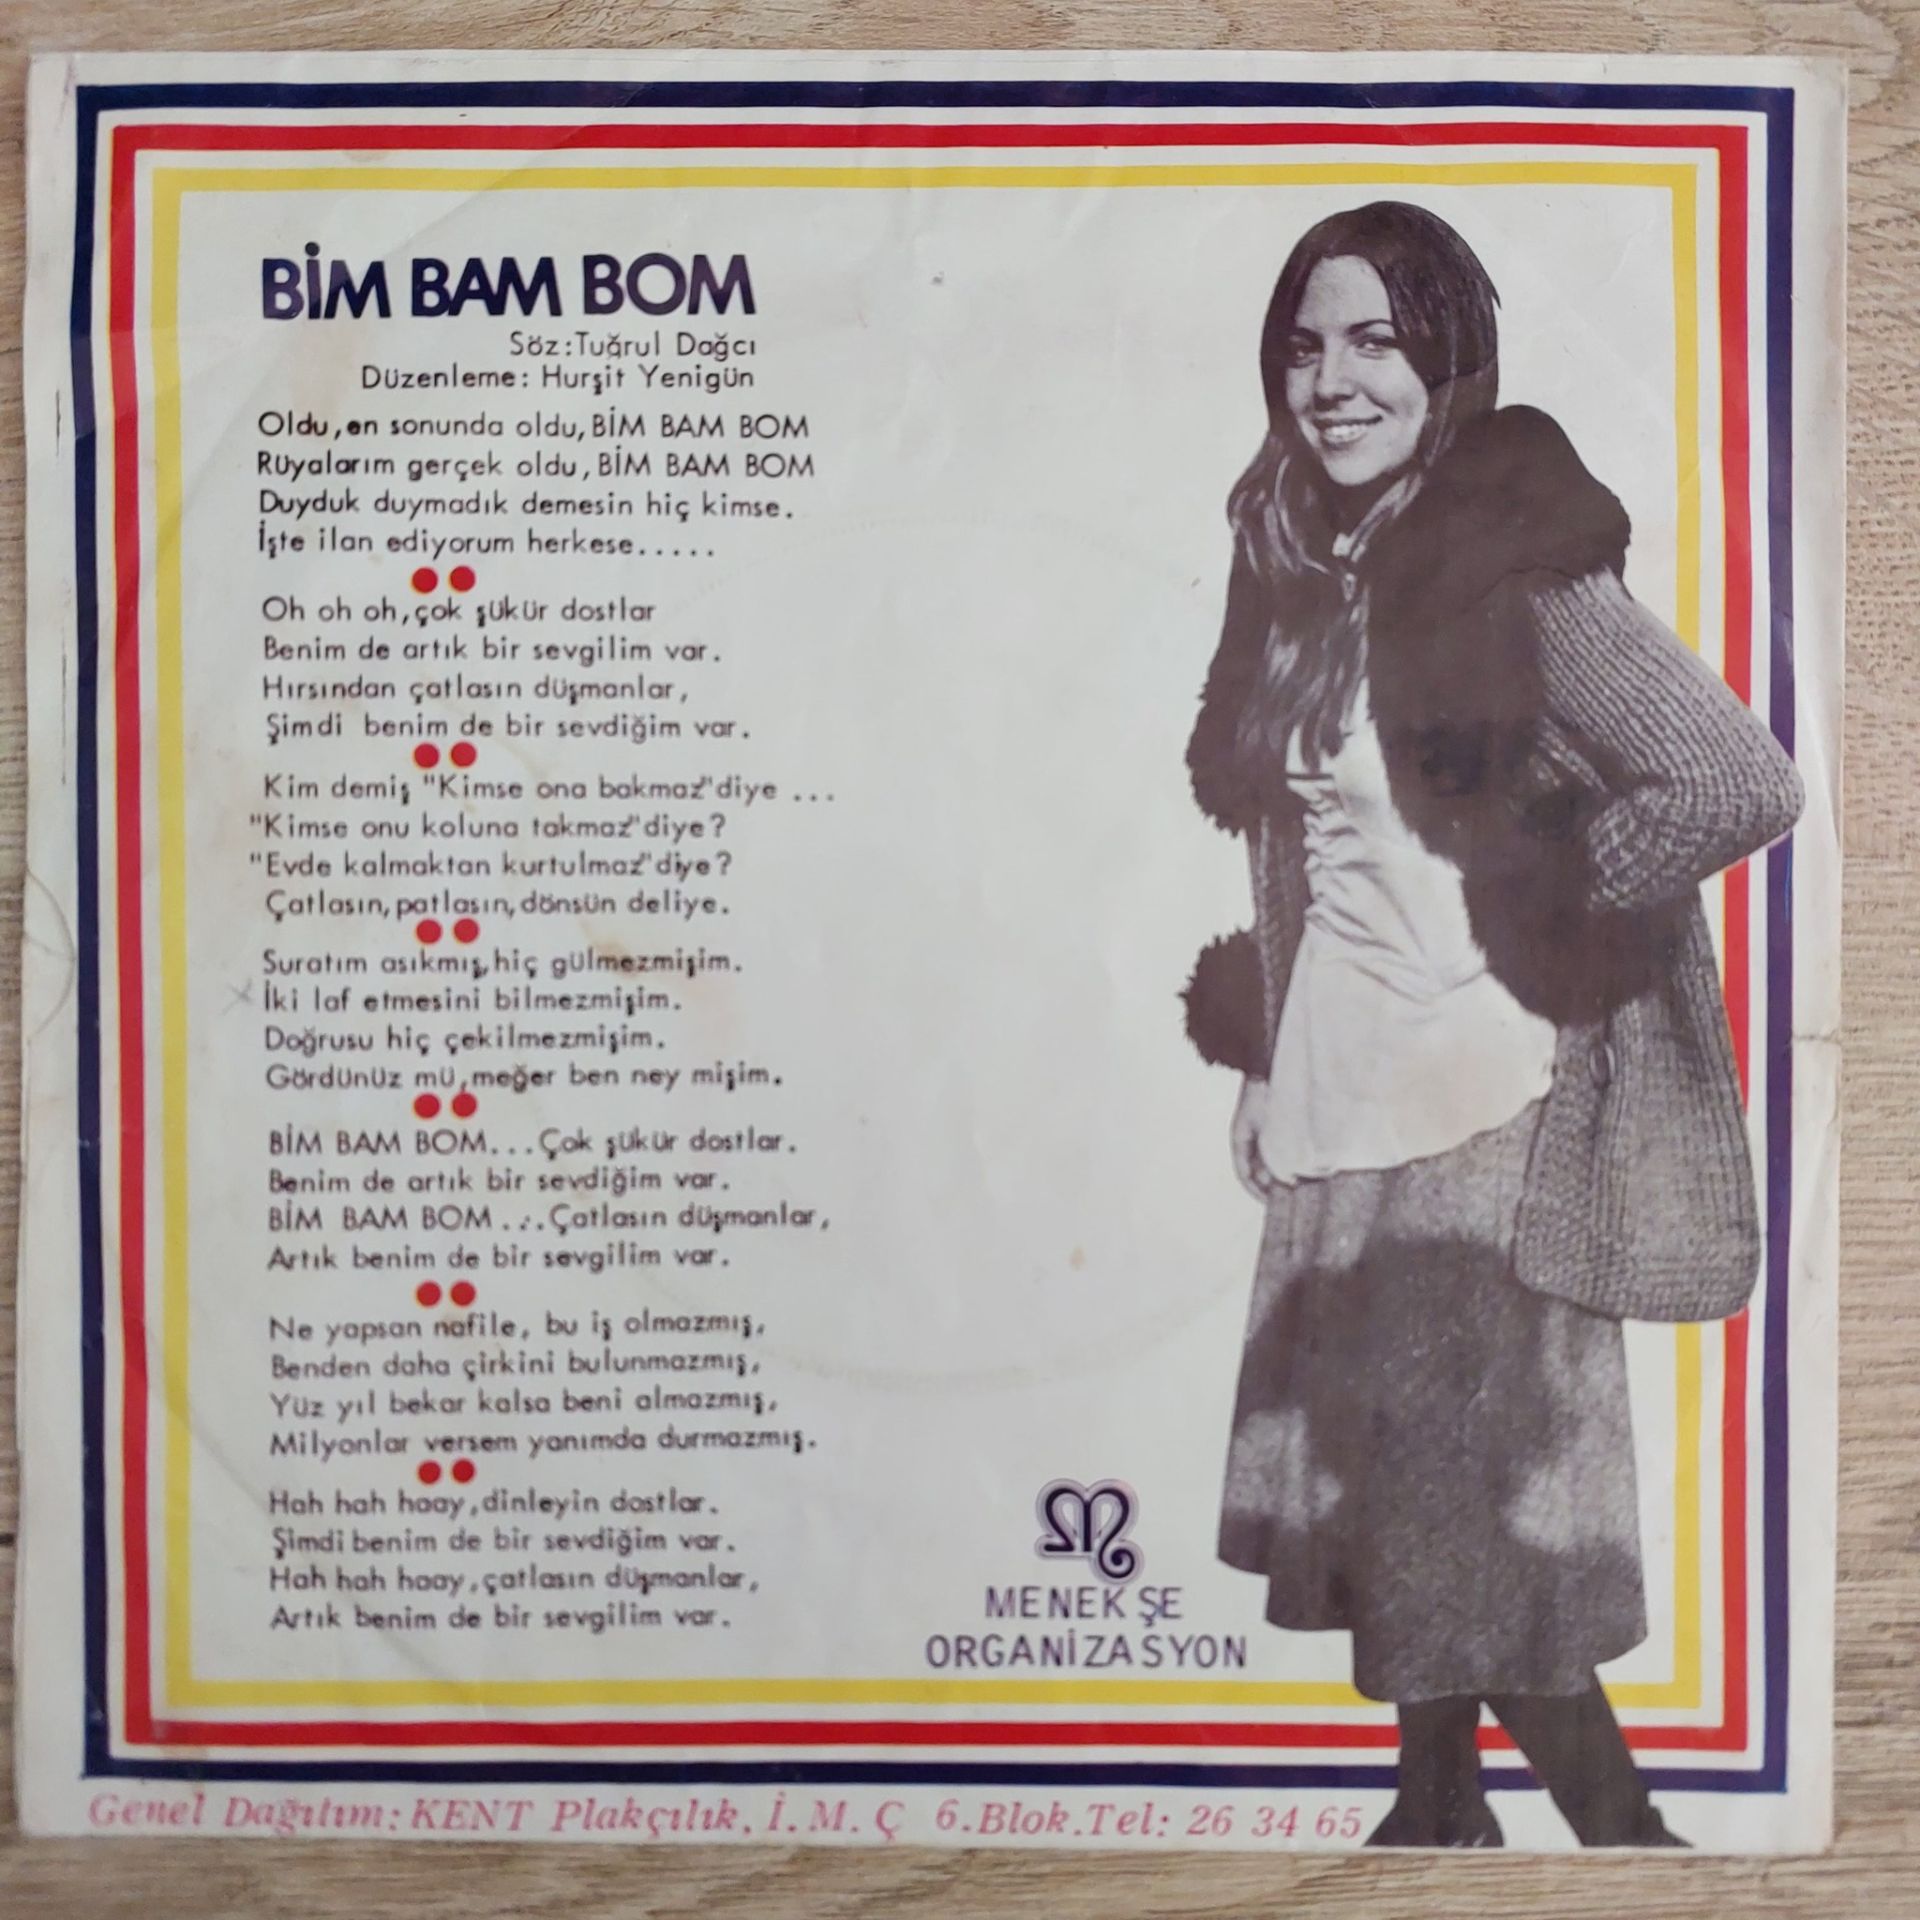 BİM BAM BOM
Söz:Tuğrul Dağcı
Düzenleme: Hurşit Yenigün
Oldu,en sonunda oldu,BİM BAM BOM
Rüyalarım gerçek oldu,BİM BAM BOM
Duyduk duymadık demesin hiç kimse.
İşte ilan ediyorum herkese.....
Oh oh oh,çok şükür dostlar
Benim de artık bir sevgilim var.
Hırsından çatlasın düşmanlar,
Şimdi benim de bir sevdiğim var.
Kim demiş "Kimse ona bakmaz"diye ...
"Kimse onu koluna takmaz"diye?
"Evde kalmaktan kurtulmaz"diye?
Çatlasın,patlasın,dönsün deliye.
Suratım asıkmış,hiç gülmezmişim.
İki laf etmesini bilmezmişim.
Doğrusu hiç çekilmezmişim.
Gördünüz mü,meğer ben ney mişim.
BİM BAM BOM...Çok şükür dostlar.
Benim de artık bir sevdiğim var.
BİM BAM BOM...Çatlasın düşmanlar,
Artık benim de bir sevgilim var.
Ne yapsan nafile, bu iş olmazmış,
Benden daha çirkini bulunmazmış,
Yüz yıl bekar kalsa beni almazmış,
Milyonlar versem yanımda durmazmış.
Hah hah haay,dinleyin dostlar.
Şimdi benim de bir sevdiğim var.
Hah hah haay,çatlasın düşmanlar,
Artık benim de bir sevgilim var.
MENEKŞE
ORGANİZASYON
Genel Dağıtım: KENT Plakçılık. İ. M. Ç 6.Blok.Tel: 26 34 65